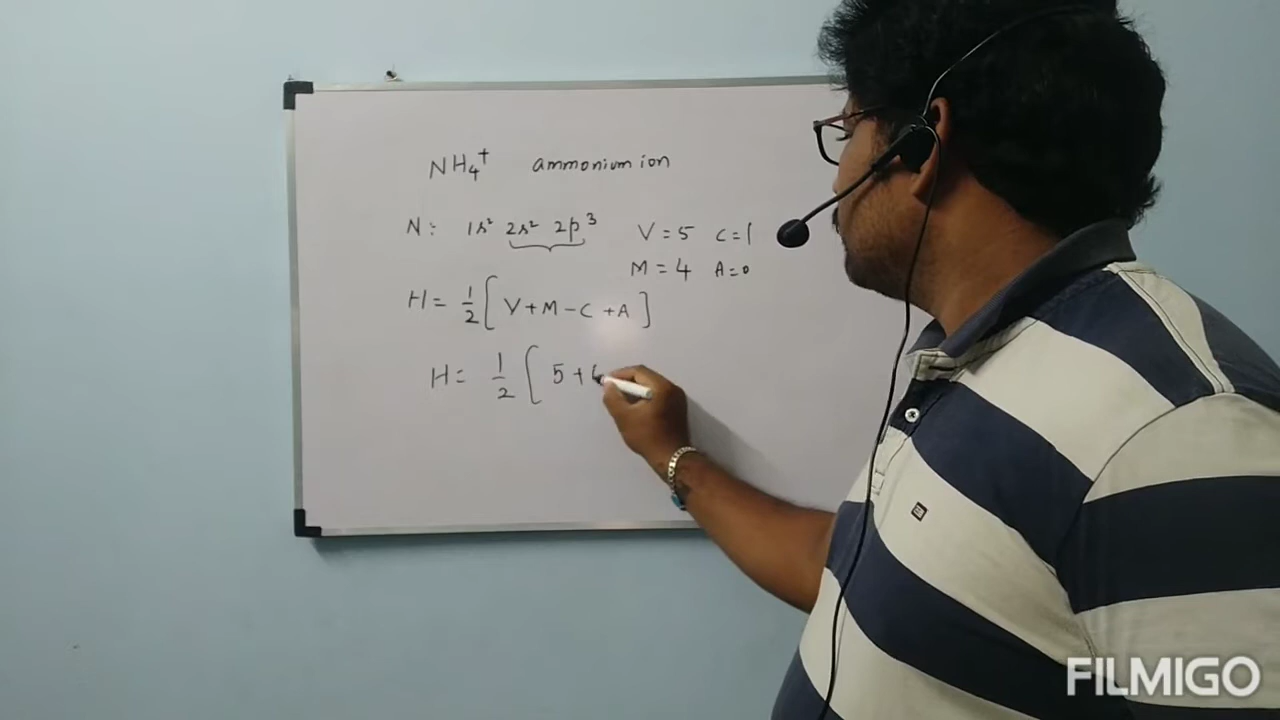 NH₄⁺ ammonium ion
N: 1s² 2s² 2p³ V=5 C=1
M=4 A=0
H= 1/2 [ V+M-C+A ]
H= 1/2 [ 5+
FILMIGO